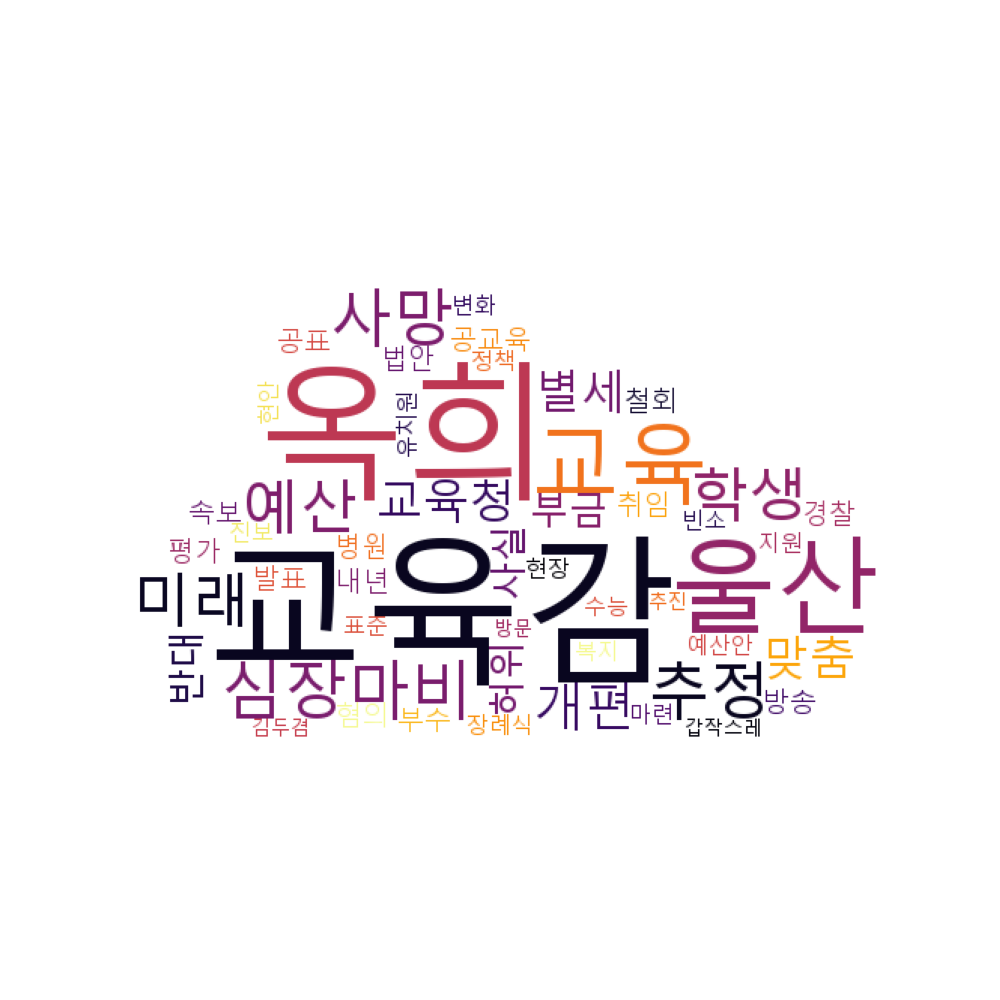 사망
변화
공표
공교육
법안
정책
옥희
별세
현안
유치원
철회
교육
예산
교육청
부금
학생
취임
속보
빈소
경찰
진보
사실
평가
병원
지원
교육감
울산
미래
발표
내년
현장
표준
수능
추진
방문
반대
심장마비
허위
복지
예산안
맞춤
개편
추정
혐의
부수
장례식
마련
방송
김두겸
갑작스레